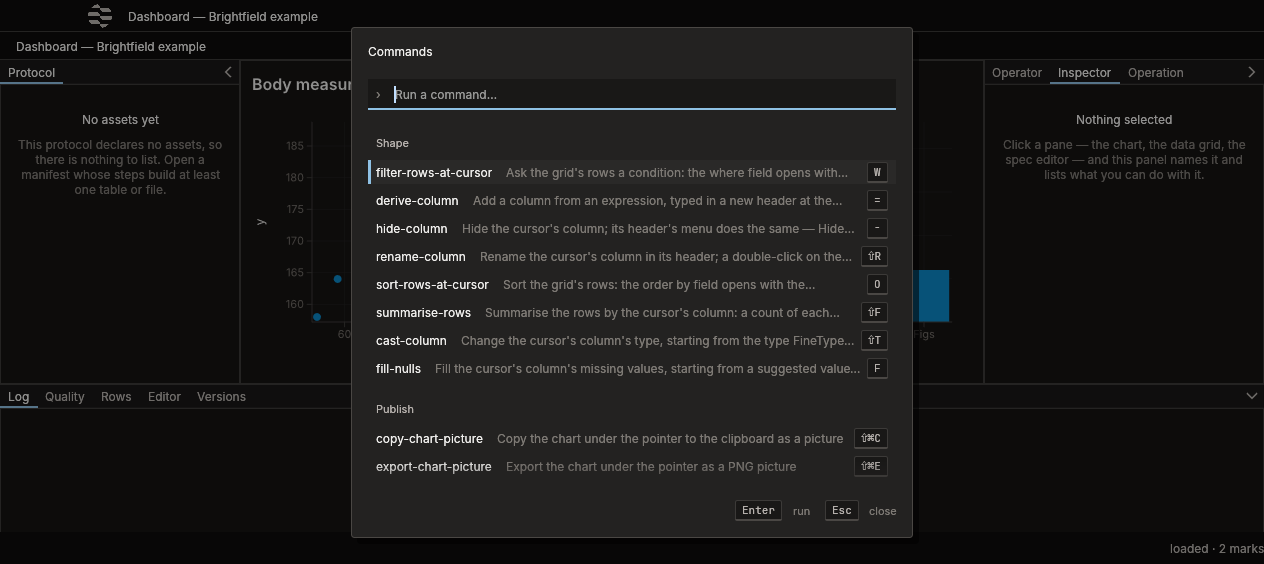 Dashboard — Brightfield example
Dashboard — Brightfield example
Protocol
No assets yet
This protocol declares no assets, so
there is nothing to list. Open a
manifest whose steps build at least
one table or file.
Body measur
185
180
175
170
165
160
y
60
Figs
Commands
› Run a command...
Shape
filter-rows-at-cursor Ask the grid's rows a condition: the where field opens with... W
derive-column Add a column from an expression, typed in a new header at the... =
hide-column Hide the cursor's column; its header's menu does the same — Hide... -
rename-column Rename the cursor's column in its header; a double-click on the... ⇧R
sort-rows-at-cursor Sort the grid's rows: the order by field opens with the... O
summarise-rows Summarise the rows by the cursor's column: a count of each... ⇧F
cast-column Change the cursor's column's type, starting from the type FineType... ⇧T
fill-nulls Fill the cursor's column's missing values, starting from a suggested value... F
Publish
copy-chart-picture Copy the chart under the pointer to the clipboard as a picture ⇧⌘C
export-chart-picture Export the chart under the pointer as a PNG picture ⇧⌘E
Enter run Esc close
Operator Inspector Operation
Nothing selected
Click a pane — the chart, the data grid, the
spec editor — and this panel names it and
lists what you can do with it.
Log Quality Rows Editor Versions
loaded · 2 marks